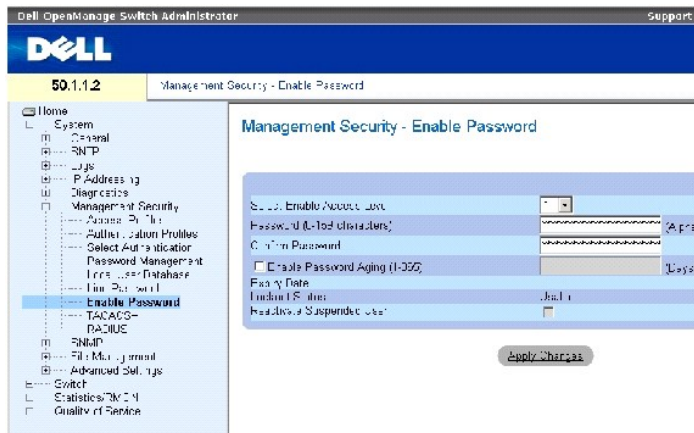 Dell OpenManage Switch Administrator
Support
DELL
50.1.1.2
Management Security - Enable Password
Home
System
General
SNTP
Logs
IP Addressing
Diagnostics
Management Security
Access Profiles
Authentication Profiles
Select Authentication
Password Management
Local User Database
Line Password
Enable Password
TACACS+
RADIUS
SNMP
File Management
Advanced Settings
Switch
Statistics/RMON
Quality of Service
Management Security - Enable Password
Select Enable Access Level
Password (0-159 characters)
Confirm Password
Enable Password Aging (1-365)
(Days
Expiry Date
Lockout Status
Reactivate Suspended User
Apply Changes